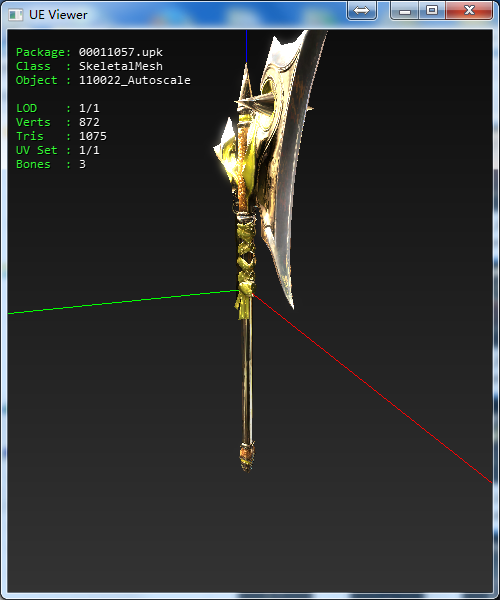 UE Viewer
Package: 00011057.upk
Class : SkeletalMesh
Object : 110022_Autoscale
LOD : 1/1
Verts : 872
Tris : 1075
UV Set : 1/1
Bones : 3